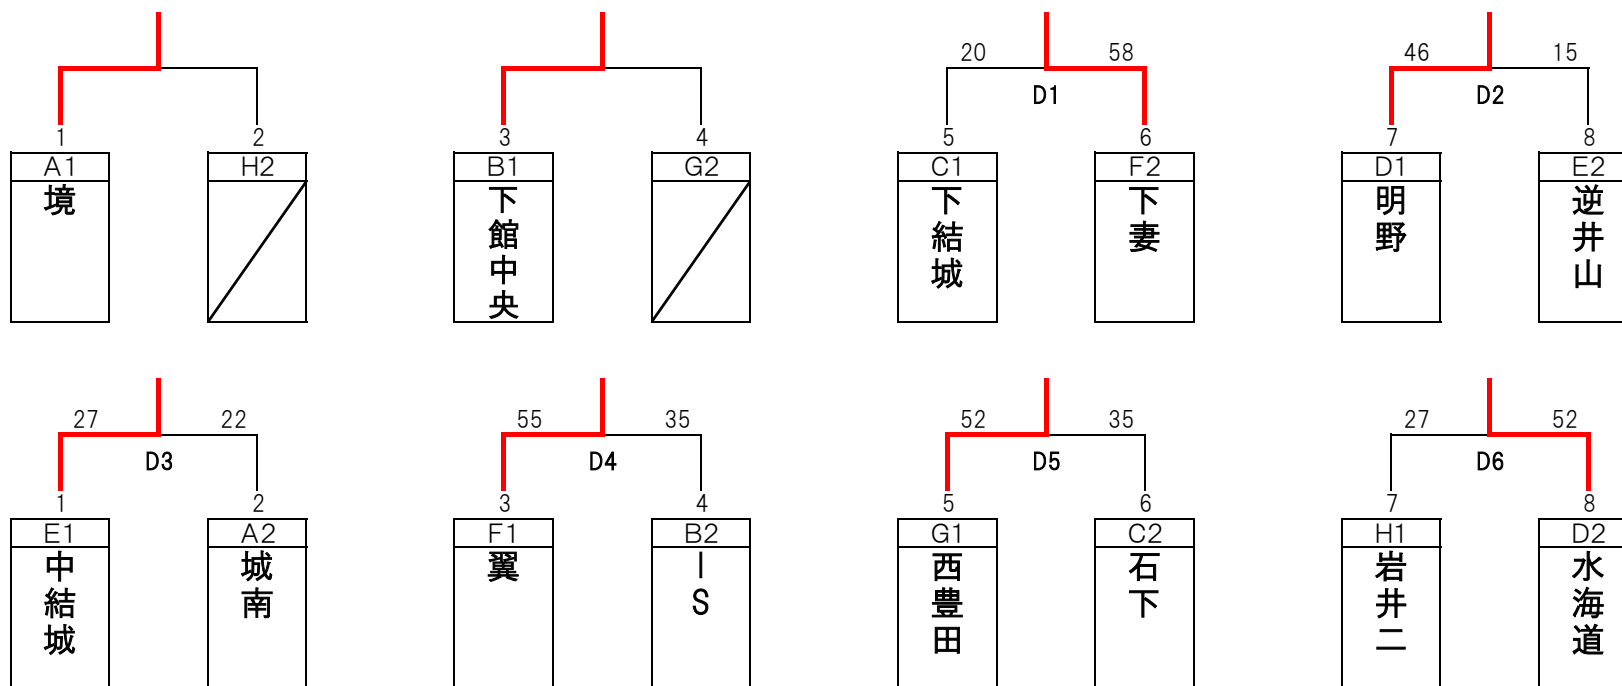 20 58 46 15
D1 D2
1 2 3 4 5 6 7 8
A1 H2 B1 G2 C1 F2 D1 E2
境
下館中央
下結城
下妻
明野
逆井山
27 22 55 35 52 35 27 52
D3 D4 D5 D6
1 2 3 4 5 6 7 8
E1 A2 F1 B2 G1 C2 H1 D2
中結城
城南
翼
IS
西豊田
石下
岩井二
水海道